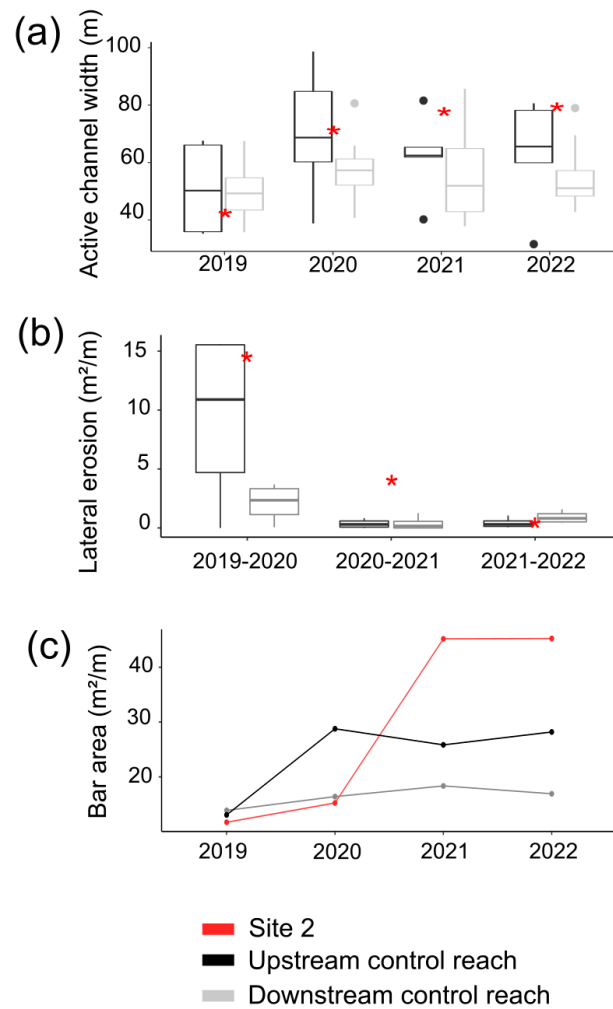 (a)
Active channel width (m)
100
80
60
40
2019 2020 2021 2022
(b)
Lateral erosion (m²/m)
15
10
5
0
2019-2020 2020-2021 2021-2022
(c)
Bar area (m²/m)
40
30
20
2019 2020 2021 2022
Site 2
Upstream control reach
Downstream control reach